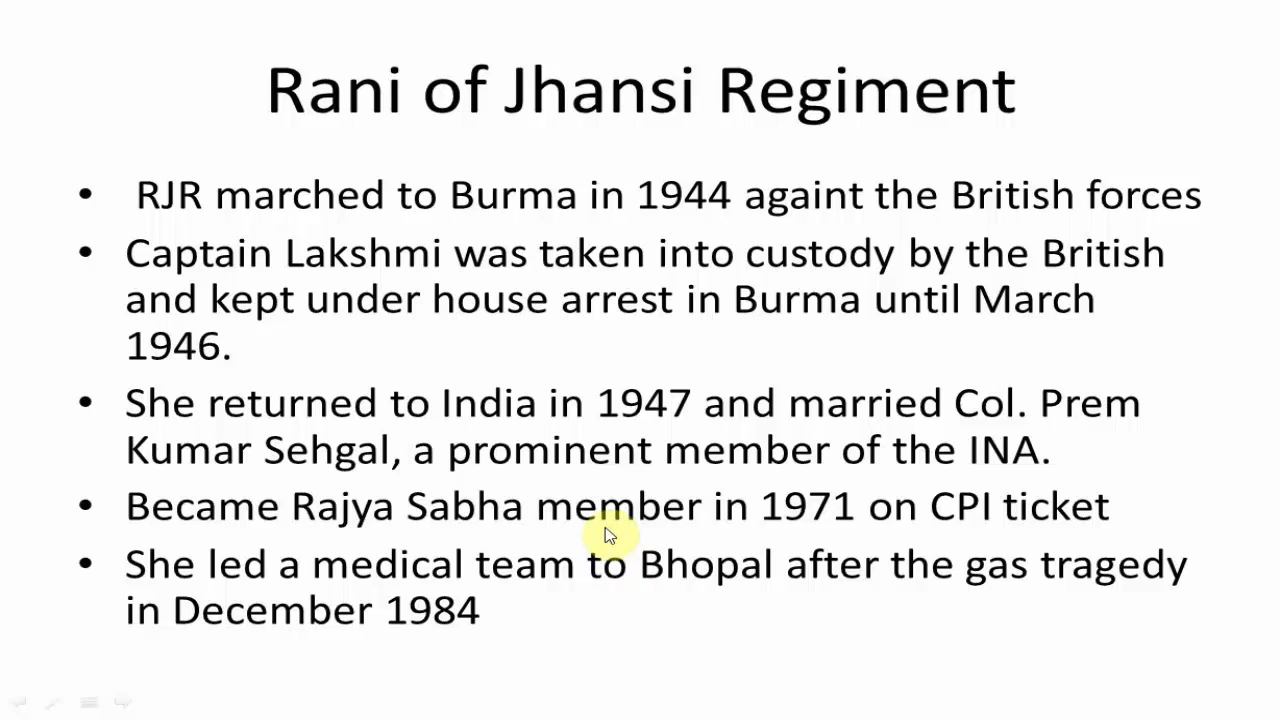 Rani of Jhansi Regiment
• RJR marched to Burma in 1944 againt the British forces
• Captain Lakshmi was taken into custody by the British
and kept under house arrest in Burma until March
1946.
• She returned to India in 1947 and married Col. Prem
Kumar Sehgal, a prominent member of the INA.
• Became Rajya Sabha member in 1971 on CPI ticket
• She led a medical team to Bhopal after the gas tragedy
in December 1984